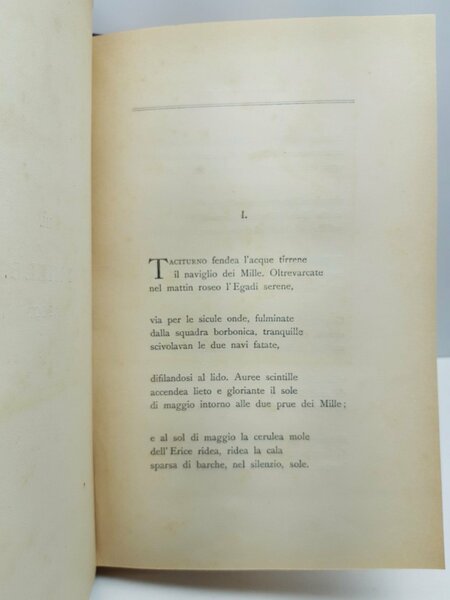 I.
TACITURNO fendea l'acque tirrene
il naviglio dei Mille. Oltrevarcate
nel mattin roseo l'Egadi serene,
via per le sicule onde, fulminate
dalla squadra borbonica, tranquille
scivolavan le due navi fatate,
difilandosi al lido. Auree scintille
accendea lieto e gloriante il sole
di maggio intorno alle due prue dei Mille;
e al sol di maggio la cerulea mole
dell'Erice ridea, ridea la cala
sparsa di barche, nel silenzio, sole.